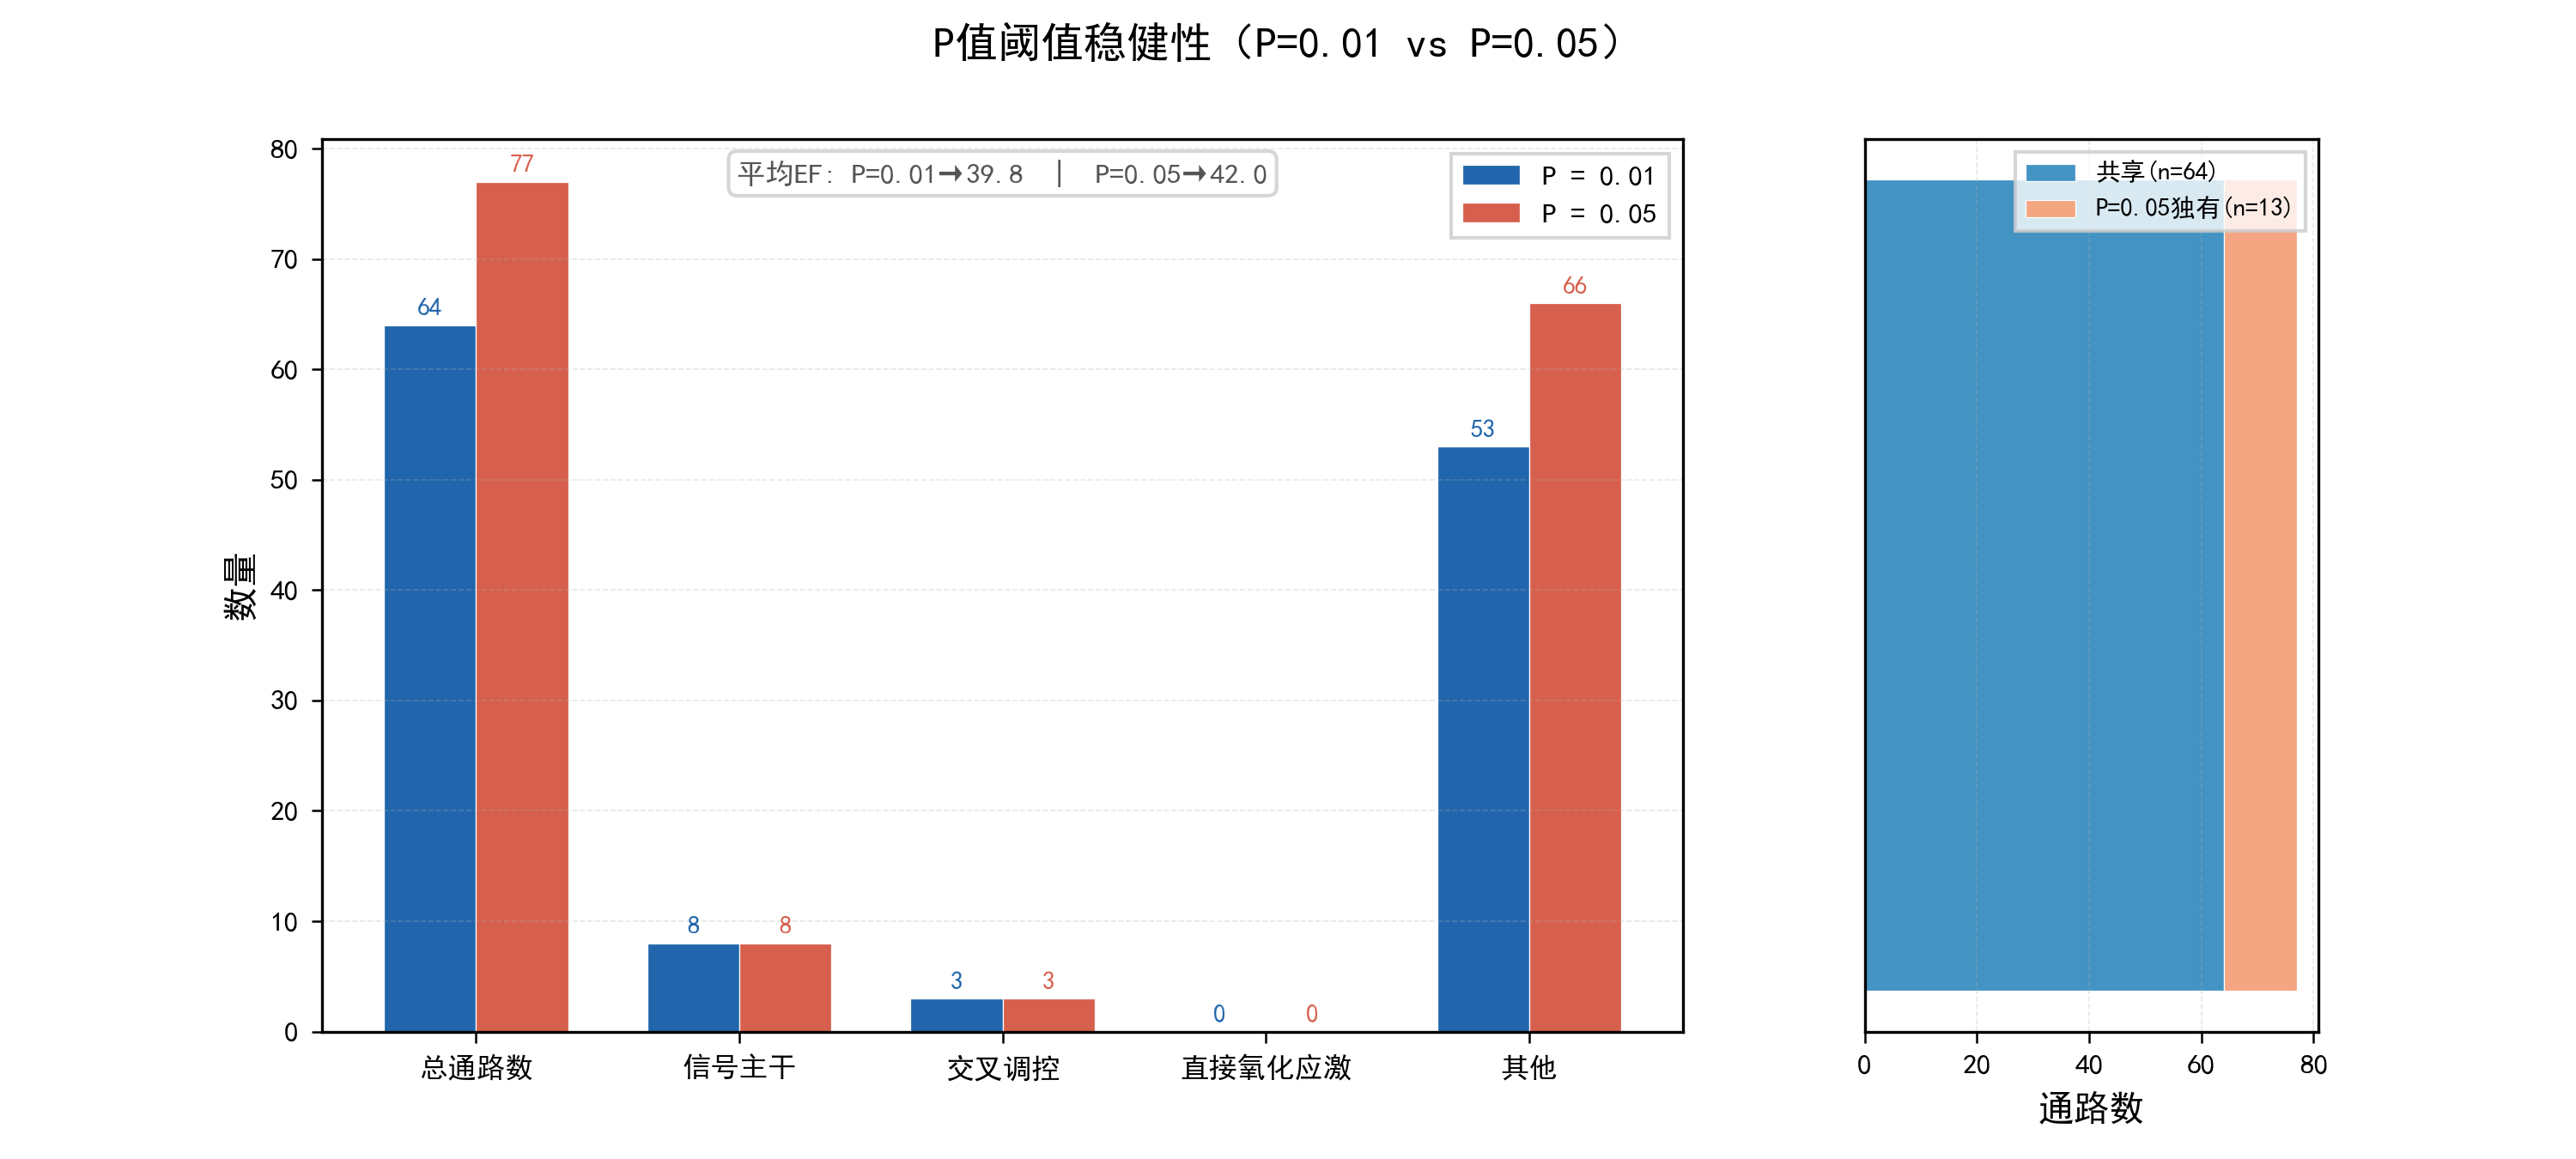 P值阈值稳健性（P=0.01 vs P=0.05）
平均EF: P=0.01→39.8 | P=0.05→42.0
P = 0.01
P = 0.05
数量
80
70
60
50
40
30
20
10
0
64
77
8
8
3
3
0
0
53
66
总通路数
信号主干
交叉调控
直接氧化应激
其他
共享(n=64)
P=0.05独有(n=13)
0
20
40
60
80
通路数